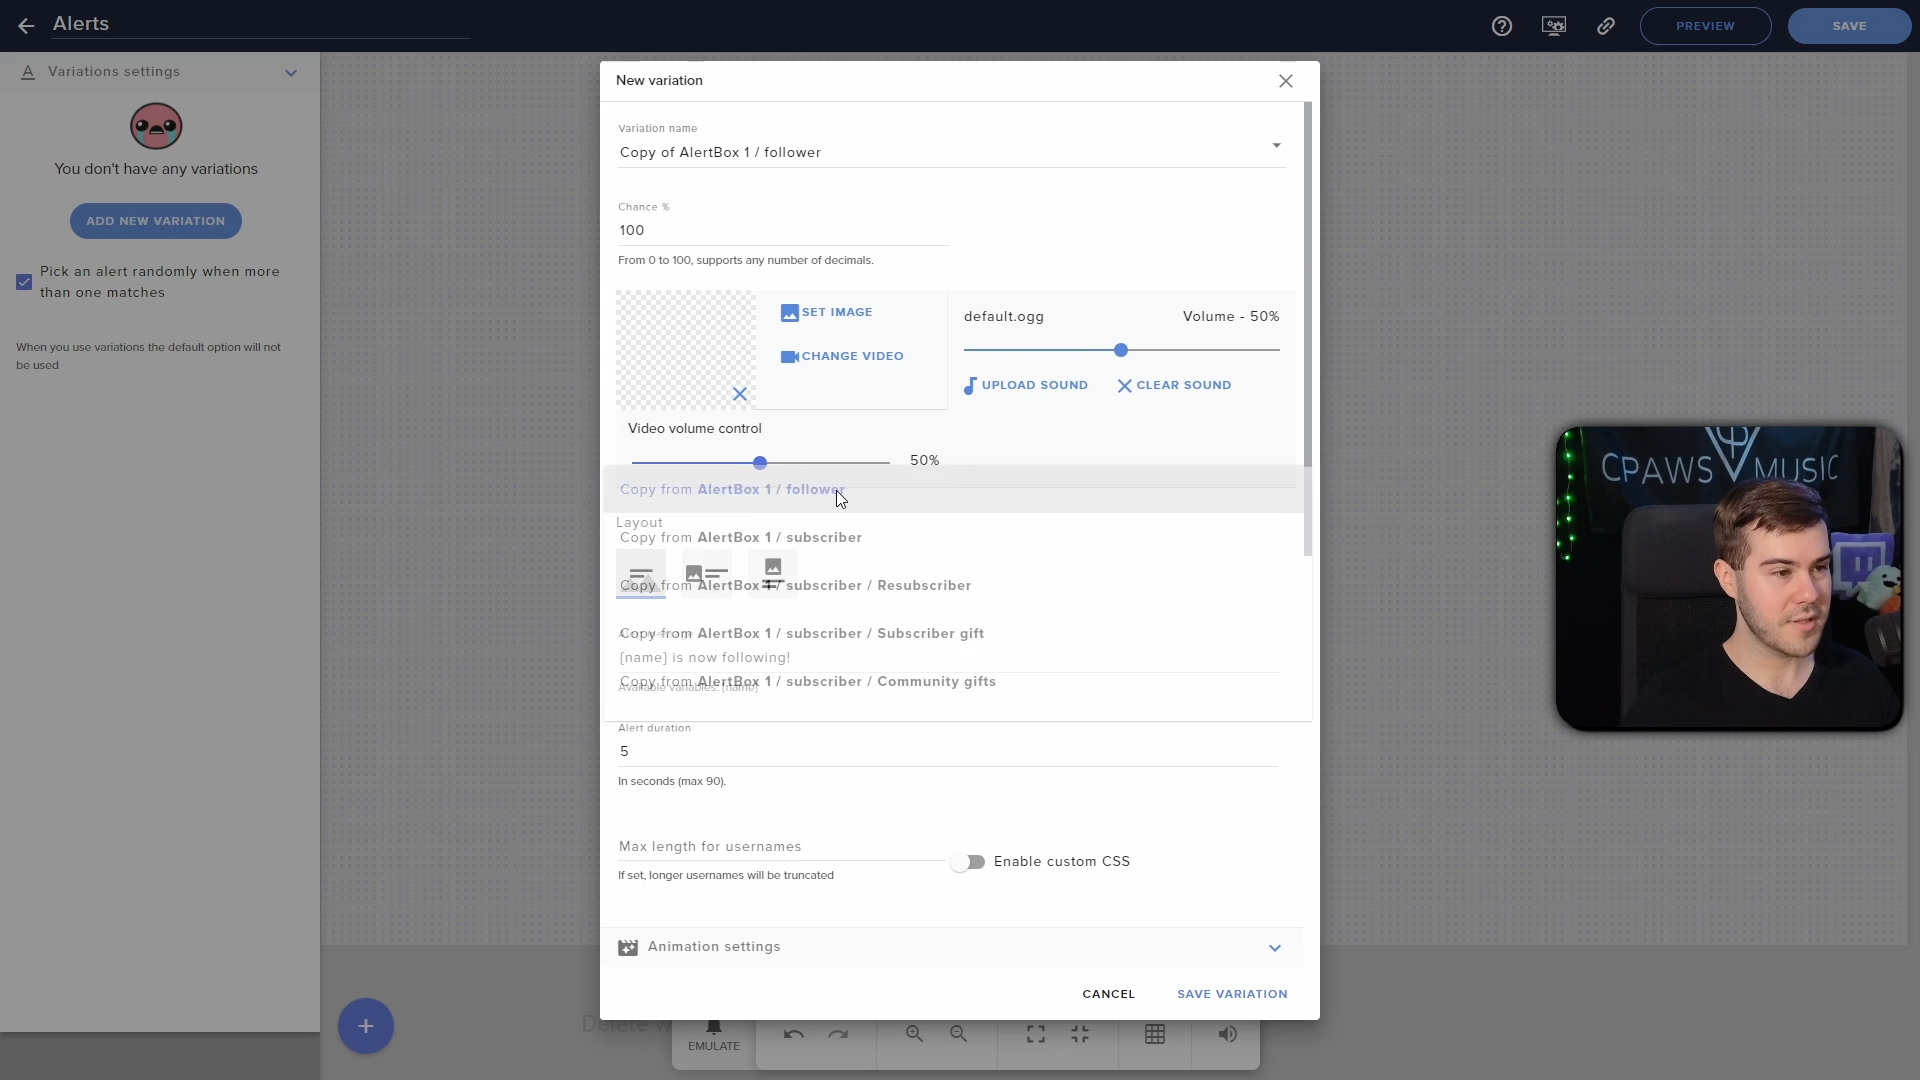 Alerts
PREVIEW
SAVE
Variations settings
You don't have any variations
ADD NEW VARIATION
Pick an alert randomly when more
than one matches
When you use variations the default option will not
be used
New variation
Variation name
Copy of AlertBox 1 / follower
Chance %
100
From 0 to 100, supports any number of decimals.
SET IMAGE
CHANGE VIDEO
default.ogg
Volume - 50%
UPLOAD SOUND
CLEAR SOUND
Video volume control
50%
Copy from AlertBox 1 / follower
Layout
Copy from AlertBox 1 / subscriber
Copy from AlertBox 1 / subscriber / Resubscriber
Copy from AlertBox 1 / subscriber / Subscriber gift
{name} is now following!
Copy from AlertBox 1 / subscriber / Community gifts
Available variables: {name}
Alert duration
5
In seconds (max 90).
Max length for usernames
Enable custom CSS
If set, longer usernames will be truncated
Animation settings
CANCEL
SAVE VARIATION
Delete w
EMULATE
CPAWS MUSIC